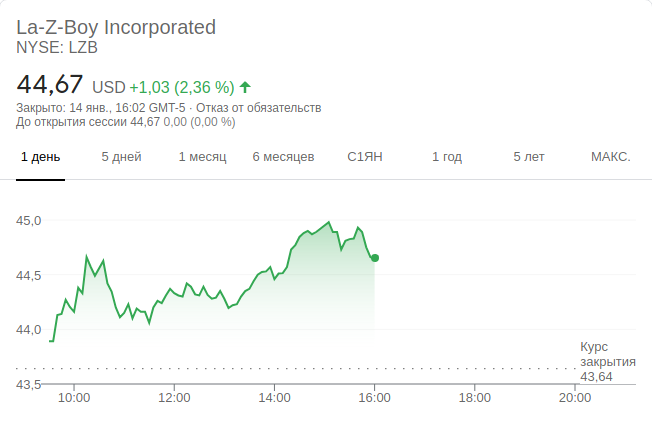 La-Z-Boy Incorporated
NYSE: LZB
44,67 USD +1,03 (2,36 %)
Закрыто: 14 янв., 16:02 GMT-5 · Отказ от обязательств
До открытия сессии 44,67 0,00 (0,00 %)
1 день 5 дней 1 месяц 6 месяцев С1ЯН 1 год 5 лет МАКС.
45,0
44,5
44,0
Курс
закрытия
43,64
43,5
10:00 12:00 14:00 16:00 18:00 20:00